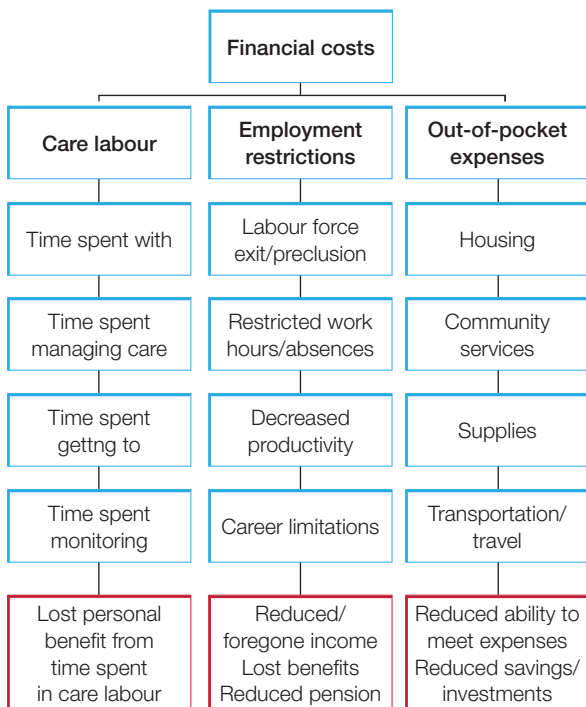 Financial costs
Care labour
Employment
restrictions
Out-of-pocket
expenses
Time spent with
Labour force
exit/preclusion
Housing
Time spent
managing care
Restricted work
hours/absences
Community
services
Time spent
gettng to
Decreased
productivity
Supplies
Time spent
monitoring
Career limitations
Transportation/
travel
Lost personal
benefit from
time spent
in care labour
Reduced/
foregone income
Lost benefits
Reduced pension
Reduced ability to
meet expenses
Reduced savings/
investments